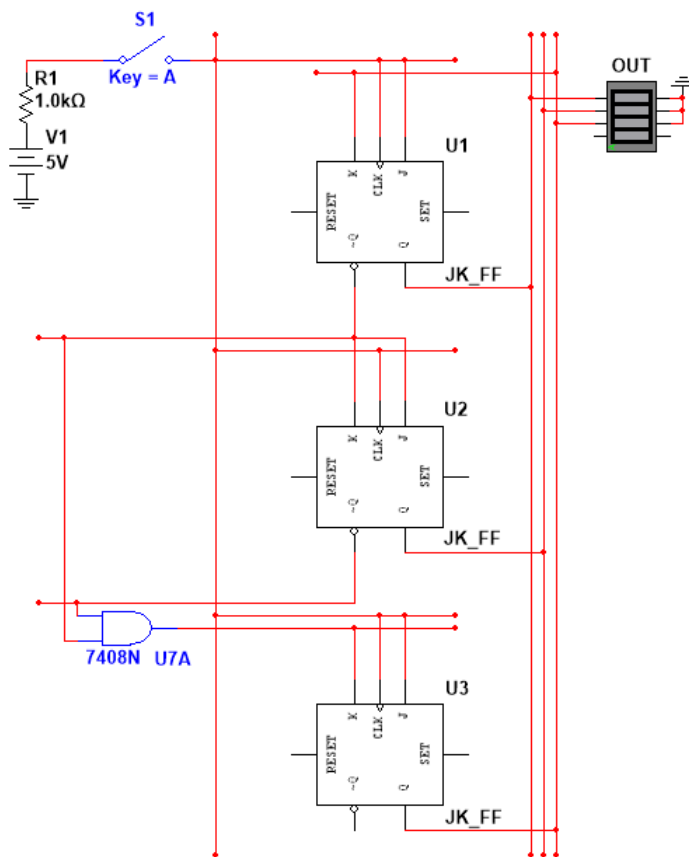 S1
Key = A
OUT
R1
1.0kΩ
V1
5V
U1
K
CLK
J
RESET
SET
~Q
Q
JK_FF
U2
K
CLK
J
RESET
SET
~Q
Q
JK_FF
7408N U7A
U3
K
CLK
J
RESET
SET
~Q
Q
JK_FF